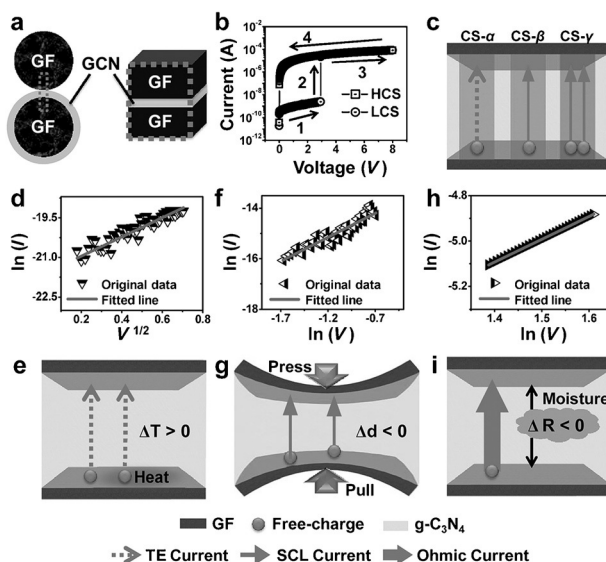 a
GF
GCN
GF
GF
GF
b
Current (A)
10⁻²
10⁻⁴
10⁻⁶
10⁻⁸
10⁻¹⁰
10⁻¹²
4
2
3
1
HCS
LCS
0 2 4 6 8
Voltage (V)
c
CS-α CS-β CS-γ
d
ln (I)
-19.5
-21.0
-22.5
Original data
Fitted line
0.2 0.4 0.6 0.8
V 1/2
f
ln (I)
-14
-16
-18
Original data
Fitted line
-1.7 -1.2 -0.7
ln (V)
h
ln (I)
-4.8
-5.0
-5.2
Original data
Fitted line
1.4 1.5 1.6
ln (V)
e
ΔT > 0
Heat
g
Press
Δd < 0
Pull
i
Moisture
Δ R < 0
GF Free-charge g-C₃N₄
TE Current SCL Current Ohmic Current